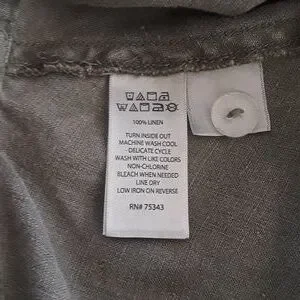 100% LINEN
TURN INSIDE OUT
MACHINE WASH COOL
DELICATE CYCLE
WASH WITH LIKE COLORS
NON-CHLORINE
BLEACH WHEN NEEDED
LINE DRY
LOW IRON ON REVERSE
RN# 75343